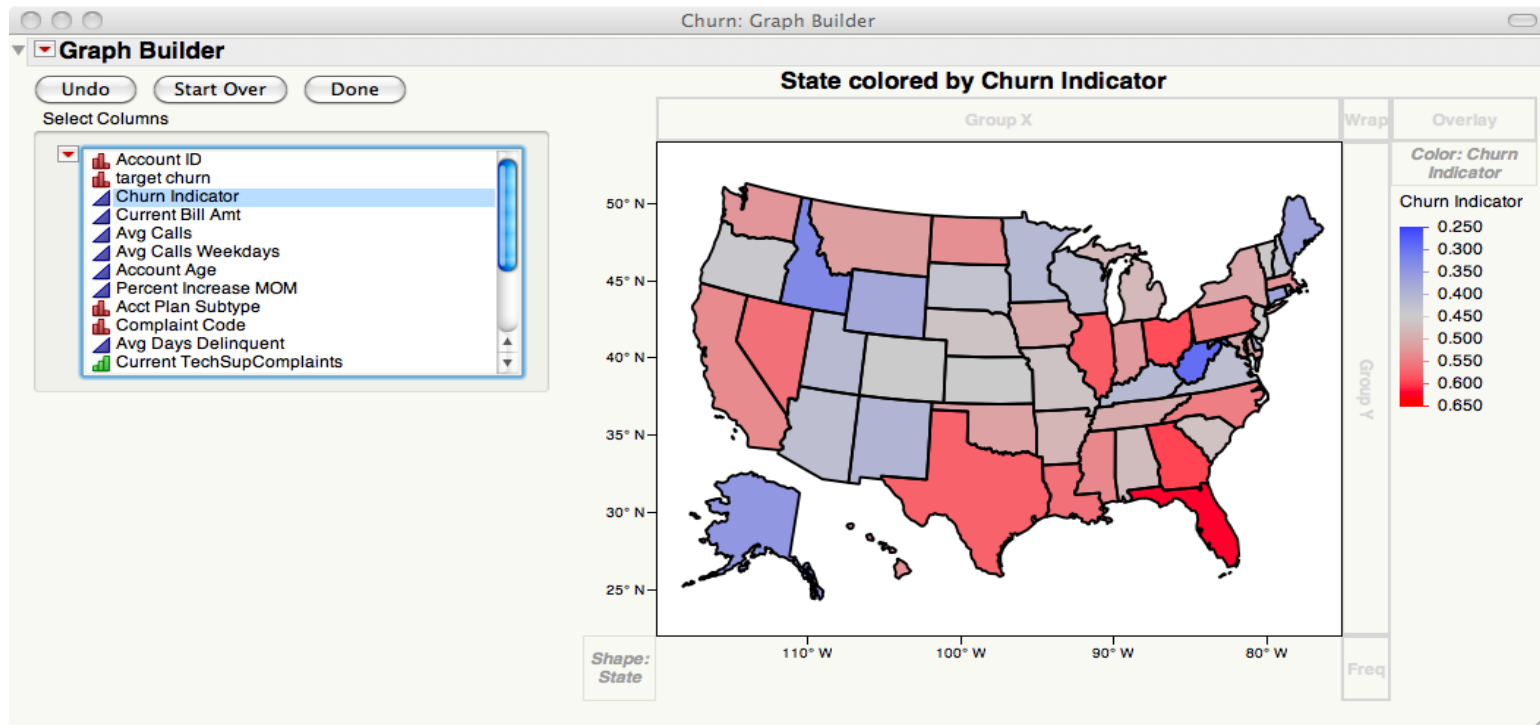 Churn: Graph Builder
Graph Builder
Undo Start Over Done
Select Columns
Account ID
target churn
Churn Indicator
Current Bill Amt
Avg Calls
Avg Calls Weekdays
Account Age
Percent Increase MOM
Acct Plan Subtype
Complaint Code
Avg Days Delinquent
Current TechSupComplaints
State colored by Churn Indicator
Group X
Wrap
Overlay
Color: Churn
Indicator
Churn Indicator
0.250
0.300
0.350
0.400
0.450
0.500
0.550
0.600
0.650
50° N
45° N
40° N
35° N
30° N
25° N
Group Y
110° W 100° W 90° W 80° W
Shape:
State
Freq